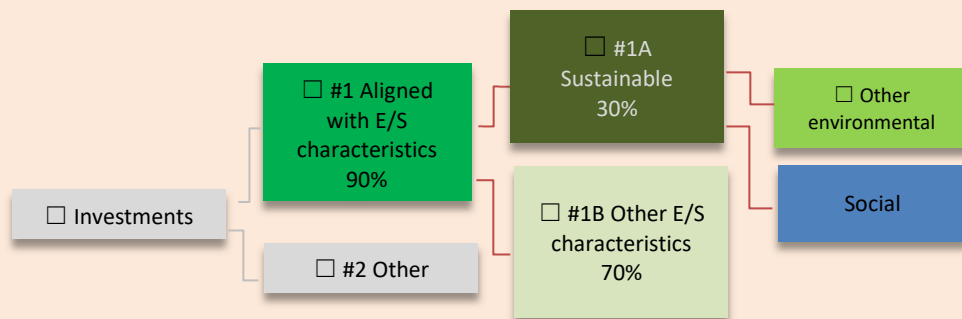 ☐ Investments
☐ #1 Aligned
with E/S
characteristics
90%
☐ #2 Other
☐ #1A
Sustainable
30%
☐ #1B Other E/S
characteristics
70%
☐ Other
environmental
Social